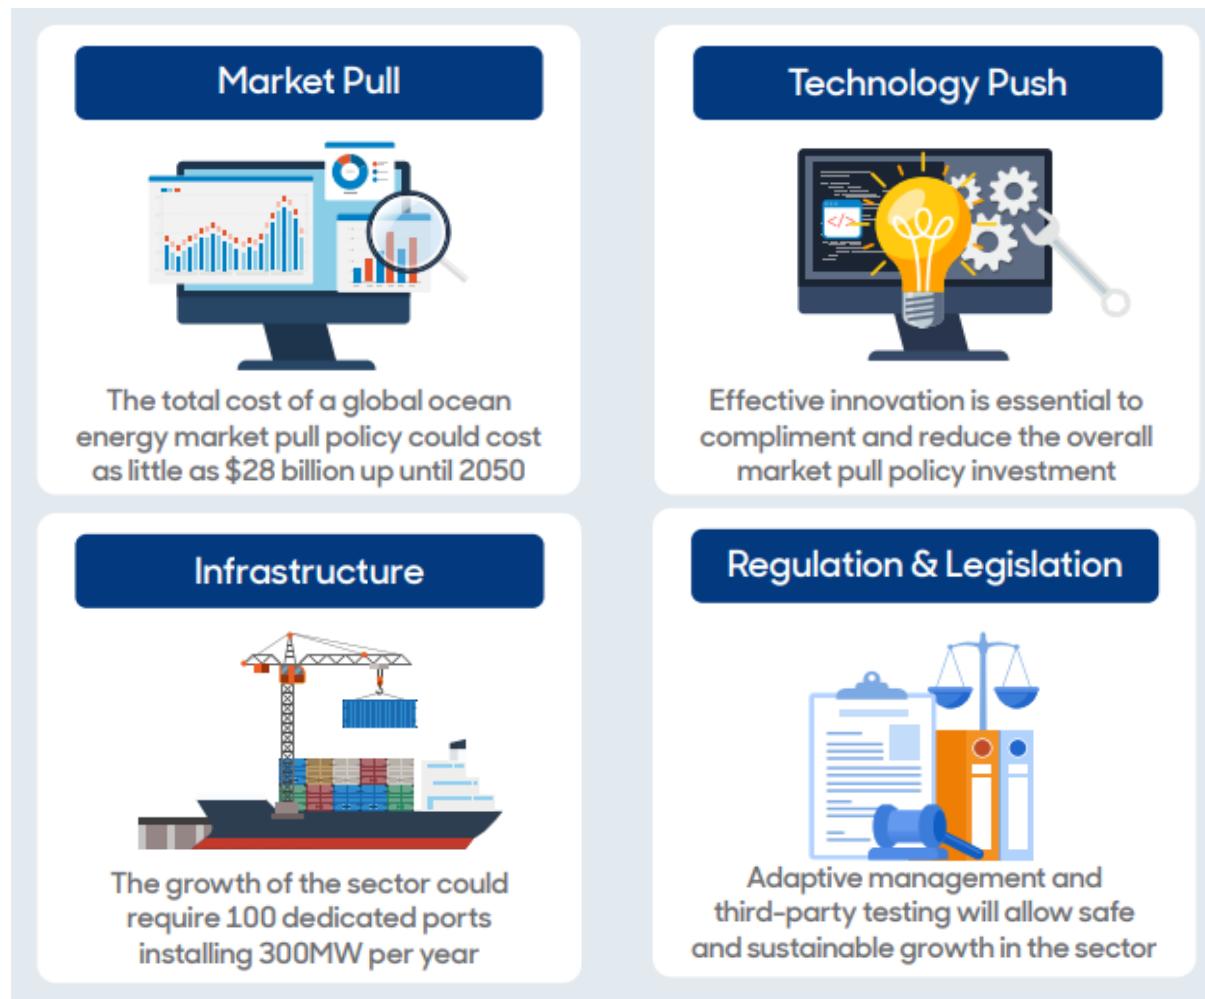 Market Pull
The total cost of a global ocean
energy market pull policy could cost
as little as $28 billion up until 2050
Technology Push
</>
Effective innovation is essential to
compliment and reduce the overall
market pull policy investment
Infrastructure
The growth of the sector could
require 100 dedicated ports
installing 300MW per year
Regulation & Legislation
Adaptive management and
third-party testing will allow safe
and sustainable growth in the sector